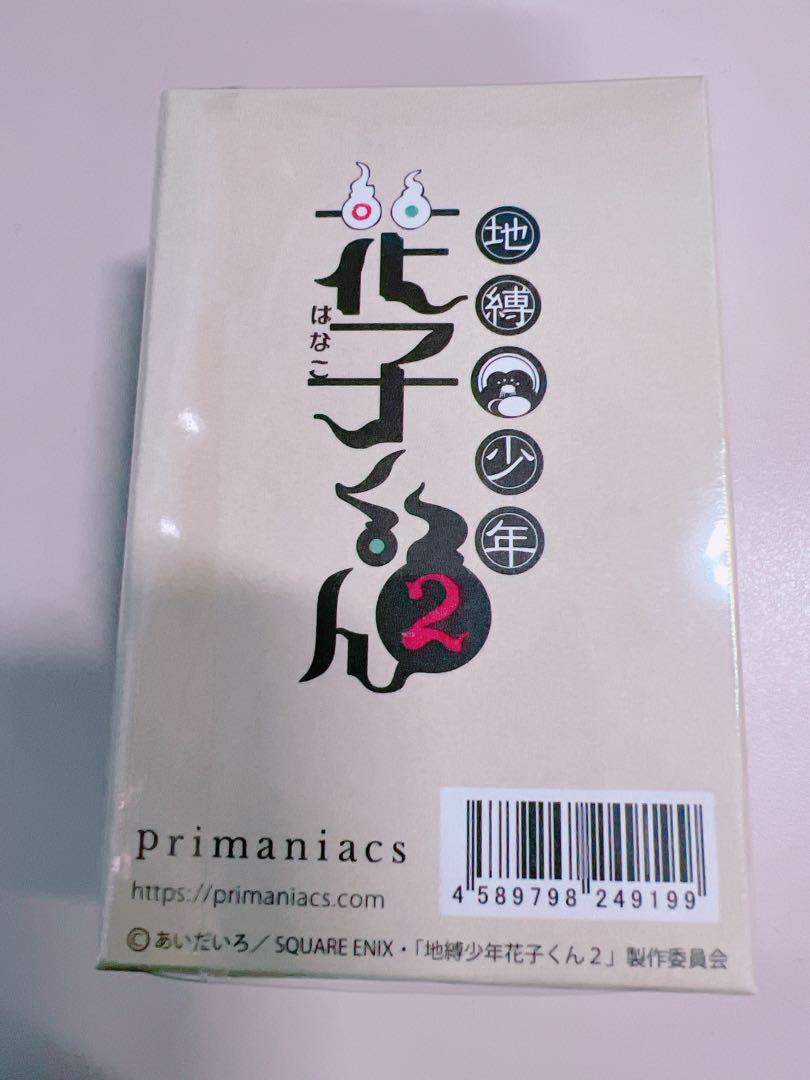 地縛少年
花子くん2
はなこ
primaniacs
https://primaniacs.com
4 589798 249199
©あいだいろ／SQUARE ENIX・「地縛少年花子くん２」製作委員会